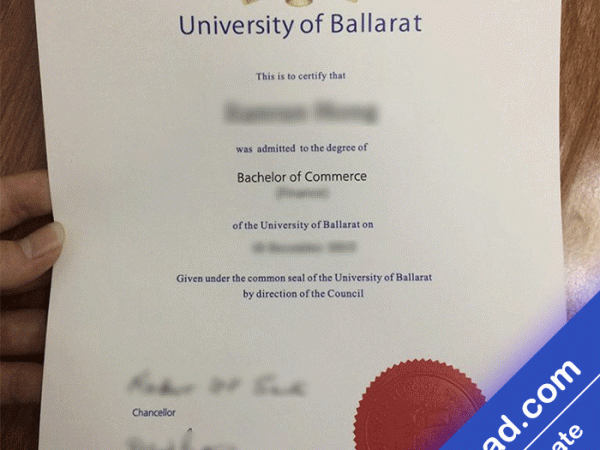 University of Ballarat
This is to certify that
was admitted to the degree of
Bachelor of Commerce
(Finance)
of the University of Ballarat on
Given under the common seal of the University of Ballarat
by direction of the Council
Chancellor
ad.com
ate